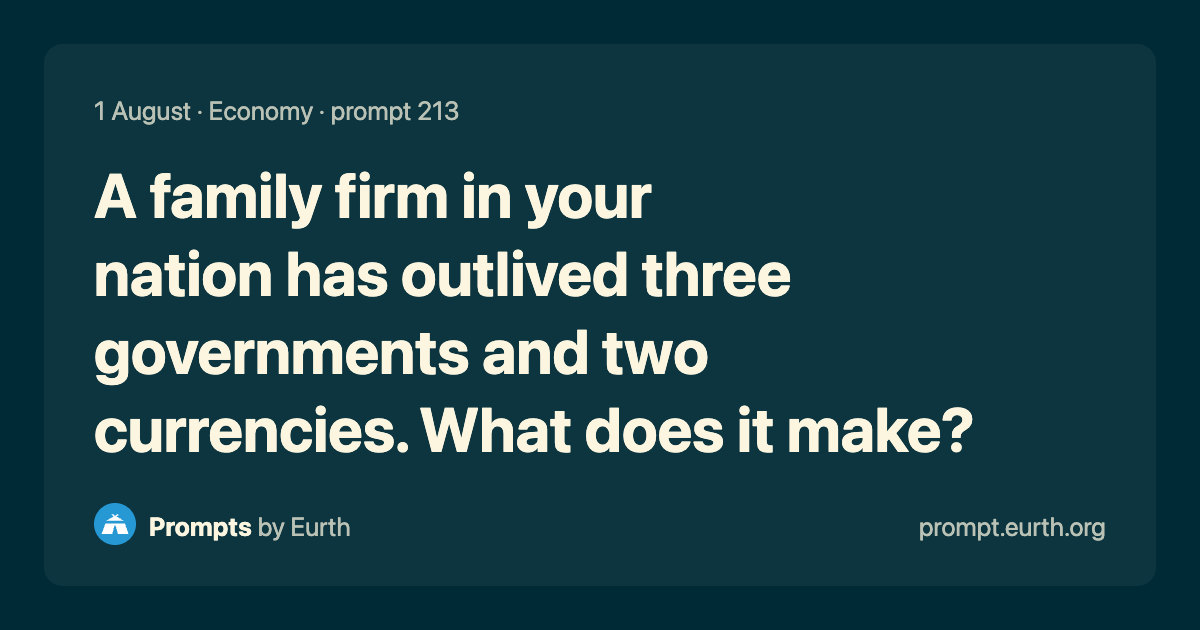 1 August · Economy · prompt 213
A family firm in your
nation has outlived three
governments and two
currencies. What does it make?
Prompts by Eurth
prompt.eurth.org